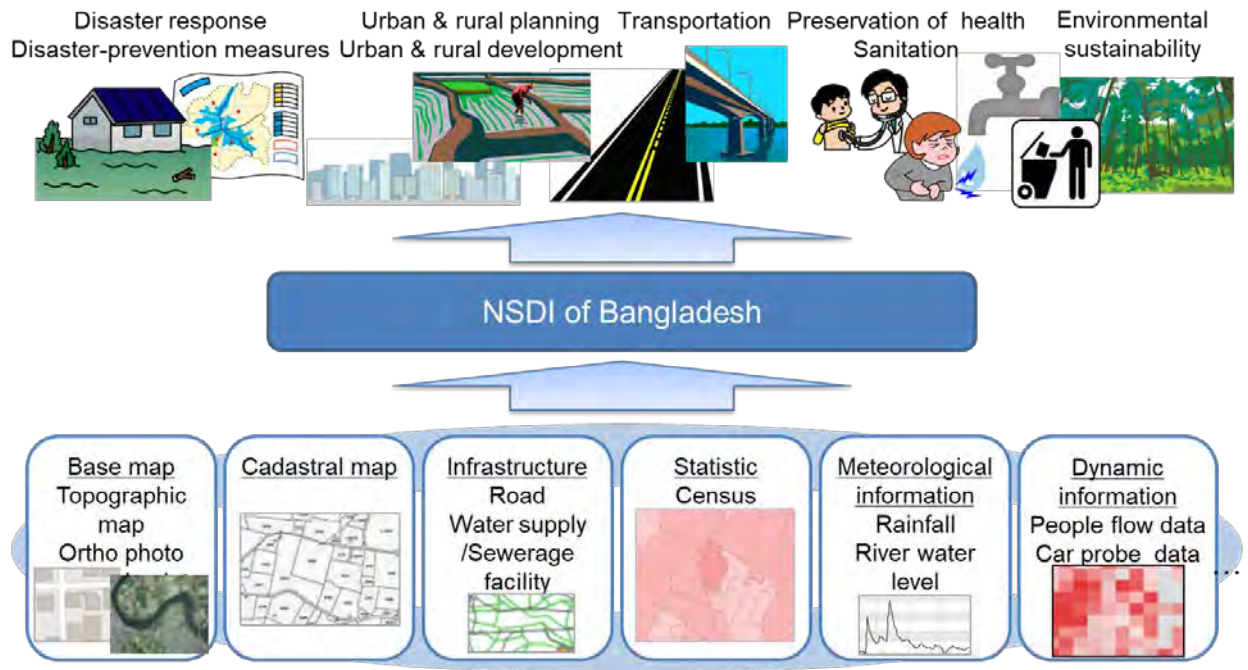 Disaster response
Disaster-prevention measures
Urban & rural planning
Urban & rural development
Transportation
Preservation of health
Sanitation
Environmental
sustainability
NSDI of Bangladesh
Base map
Topographic
map
Ortho photo
Cadastral map
Infrastructure
Road
Water supply
/Sewerage
facility
Statistic
Census
Meteorological
information
Rainfall
River water
level
Dynamic
information
People flow data
Car probe data
...